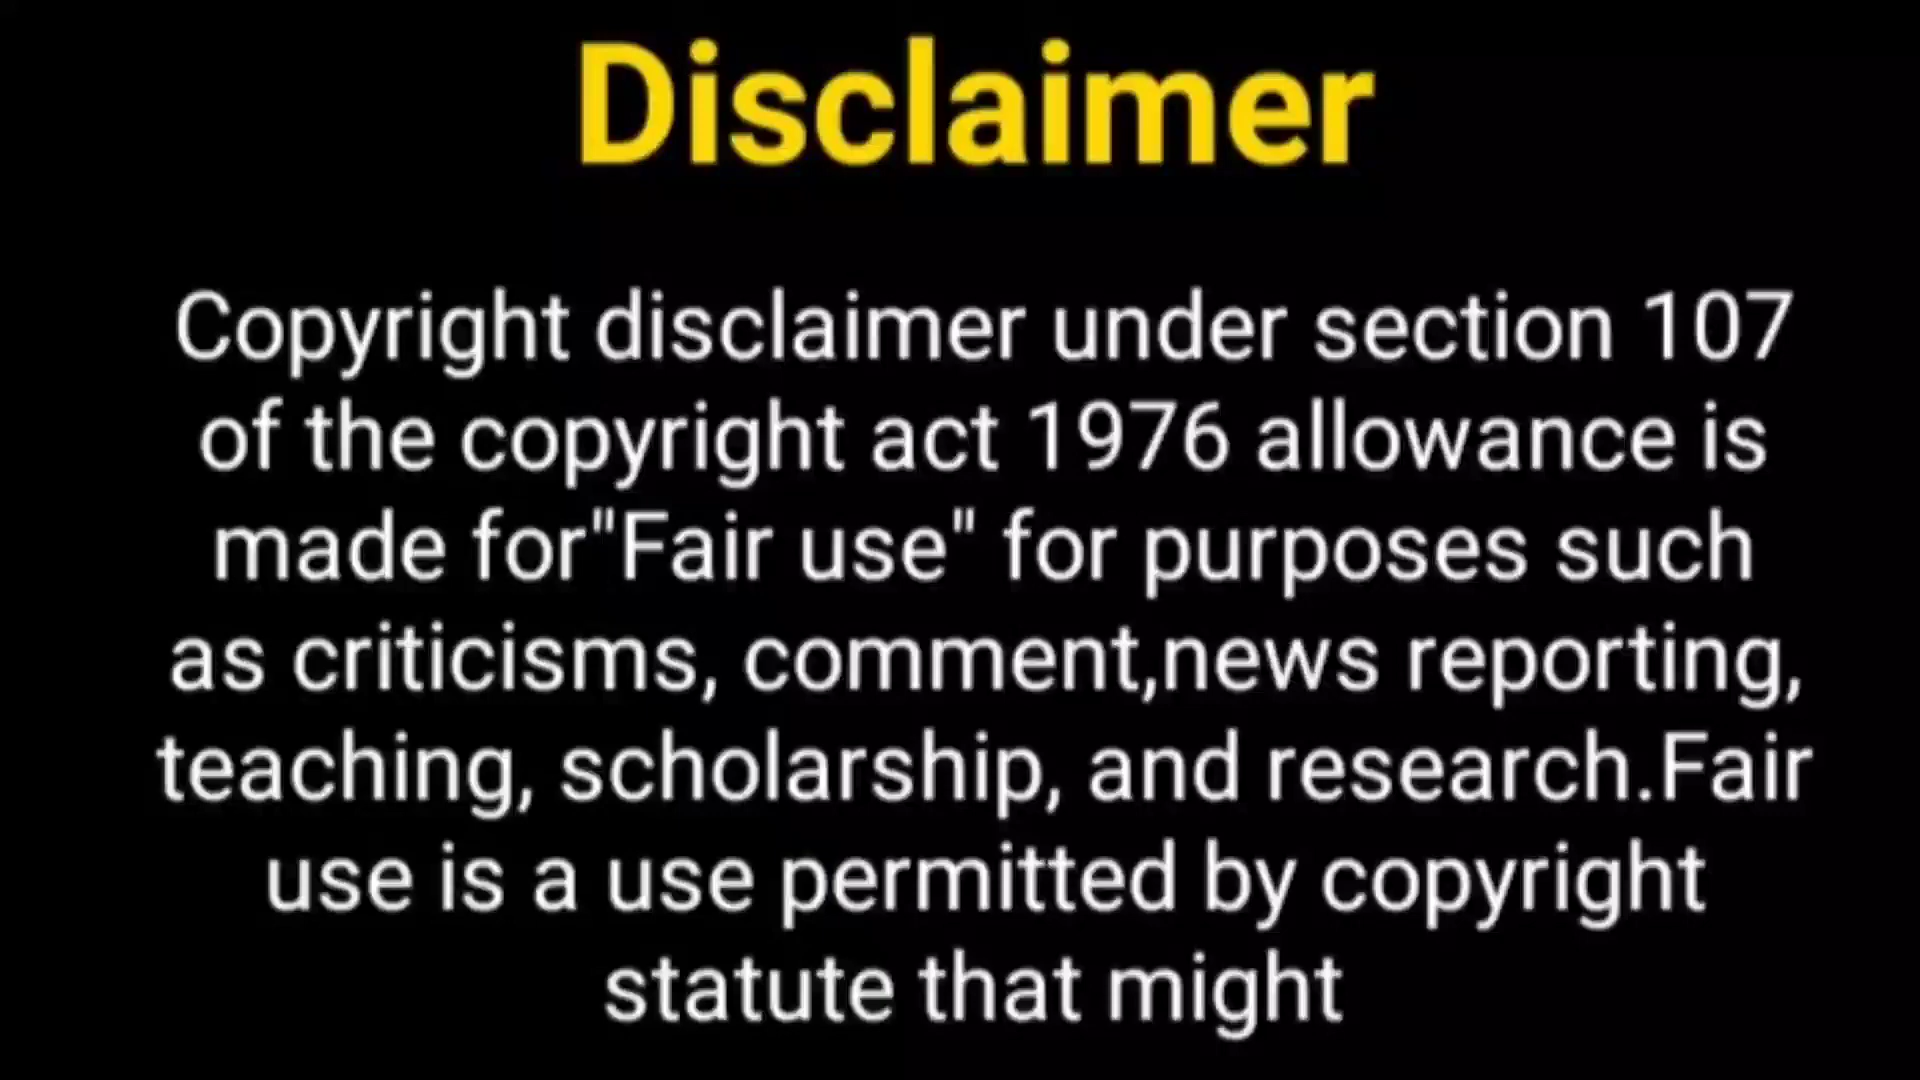 Disclaimer
Copyright disclaimer under section 107
of the copyright act 1976 allowance is
made for"Fair use" for purposes such
as criticisms, comment,news reporting,
teaching, scholarship, and research.Fair
use is a use permitted by copyright
statute that might